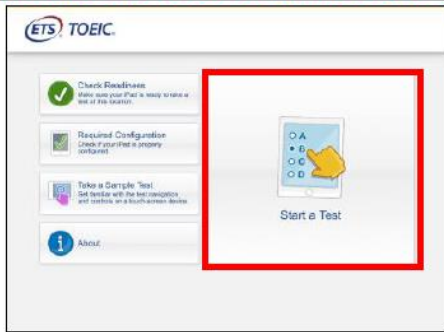 ETS TOEIC.
Check Readiness
Make sure your iPad is ready to take a
test at this location.
Required Configuration
Check if your iPad is properly
configured.
Take a Sample Test
Get familiar with the test navigation
and controls on a touch-screen device.
About
A
B
C
D
Start a Test